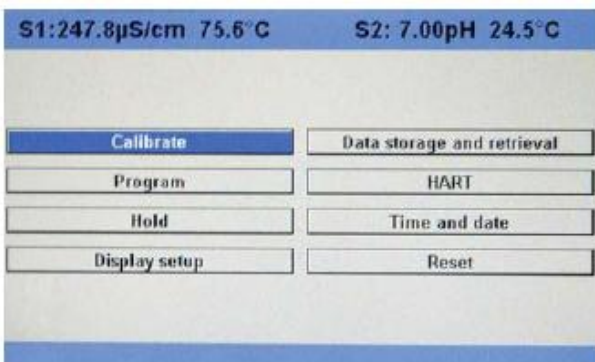 S1:247.8µS/cm 75.6°C S2: 7.00pH 24.5°C
Calibrate Data storage and retrieval
Program HART
Hold Time and date
Display setup Reset